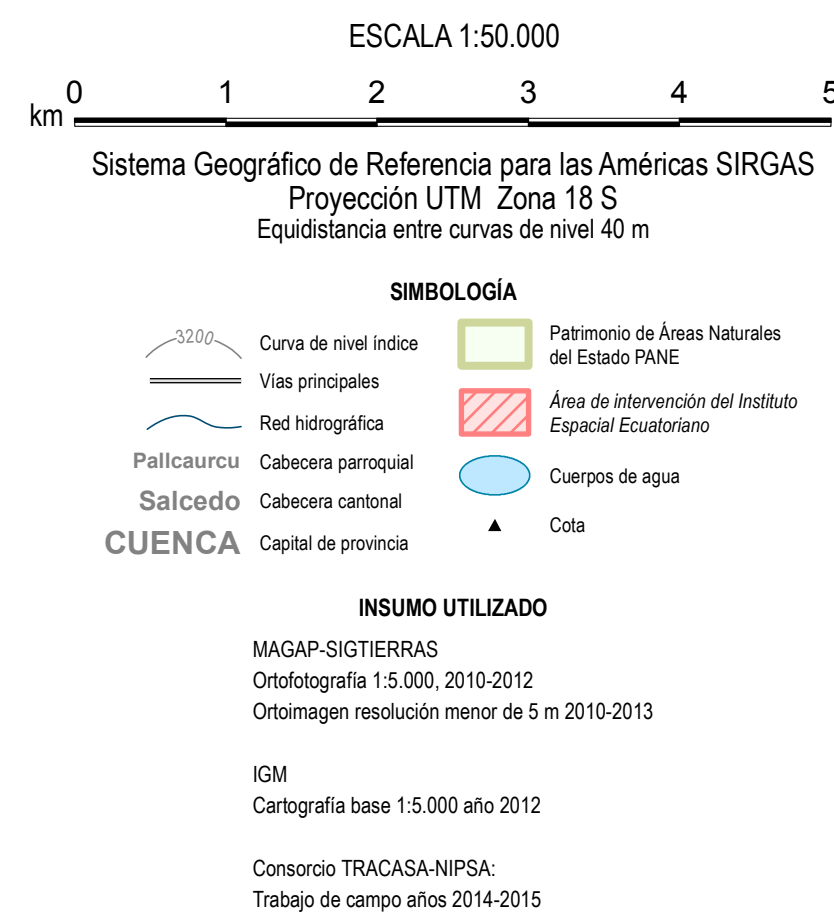 ESCALA 1:50.000
0 1 2 3 4 5
km
Sistema Geográfico de Referencia para las Américas SIRGAS
Proyección UTM Zona 18 S
Equidistancia entre curvas de nivel 40 m
SIMBOLOGÍA
3200 Curva de nivel índice
Vías principales
Red hidrográfica
Pallcaurcu Cabecera parroquial
Salcedo Cabecera cantonal
CUENCA Capital de provincia
Patrimonio de Áreas Naturales
del Estado PANE
Área de intervención del Instituto
Espacial Ecuatoriano
Cuerpos de agua
Cota
INSUMO UTILIZADO
MAGAP-SIGTIERRAS
Ortofotografía 1:5.000, 2010-2012
Ortoimagen resolución menor de 5 m 2010-2013
IGM
Cartografía base 1:5.000 año 2012
Consorcio TRACASA-NIPSA:
Trabajo de campo años 2014-2015